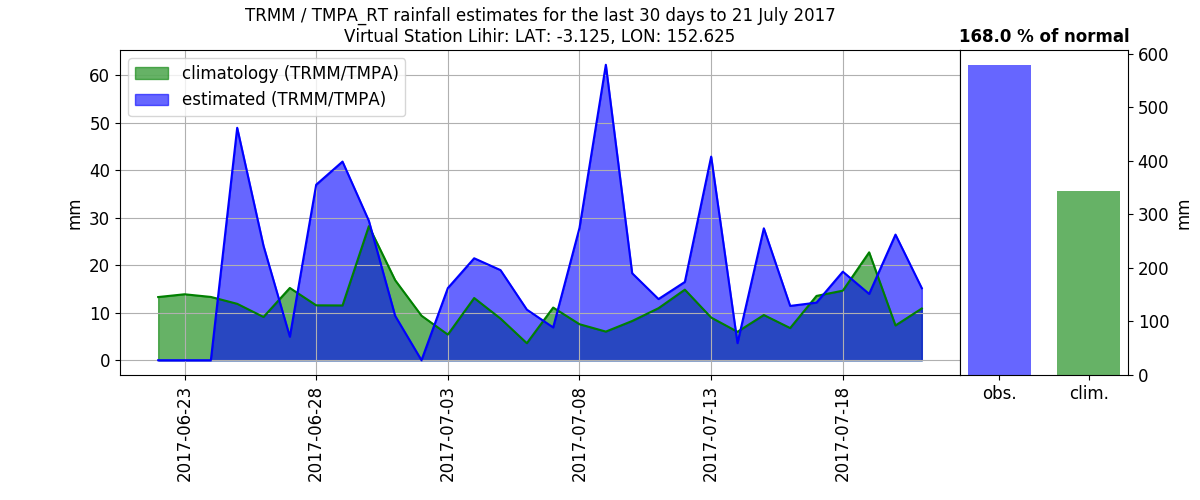 TRMM / TMPA_RT rainfall estimates for the last 30 days to 21 July 2017
Virtual Station Lihir: LAT: -3.125, LON: 152.625
168.0 % of normal
climatology (TRMM/TMPA)
estimated (TRMM/TMPA)
mm
60
50
40
30
20
10
0
2017-06-23
2017-06-28
2017-07-03
2017-07-08
2017-07-13
2017-07-18
600
500
400
300
200
100
0
mm
obs.
clim.